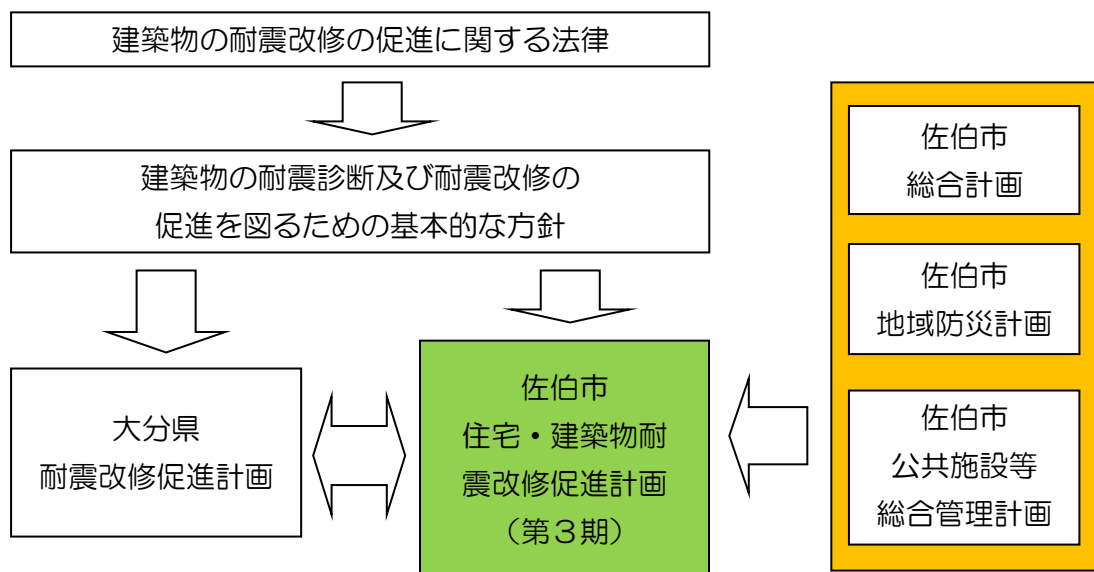 建築物の耐震改修の促進に関する法律
建築物の耐震診断及び耐震改修の
促進を図るための基本的な方針
大分県
耐震改修促進計画
佐伯市
住宅・建築物耐
震改修促進計画
（第３期）
佐伯市
総合計画
佐伯市
地域防災計画
佐伯市
公共施設等
総合管理計画